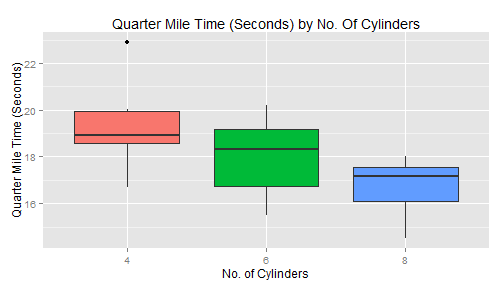 Quarter Mile Time (Seconds) by No. Of Cylinders
Quarter Mile Time (Seconds)
22
20
18
16
4
6
8
No. of Cylinders